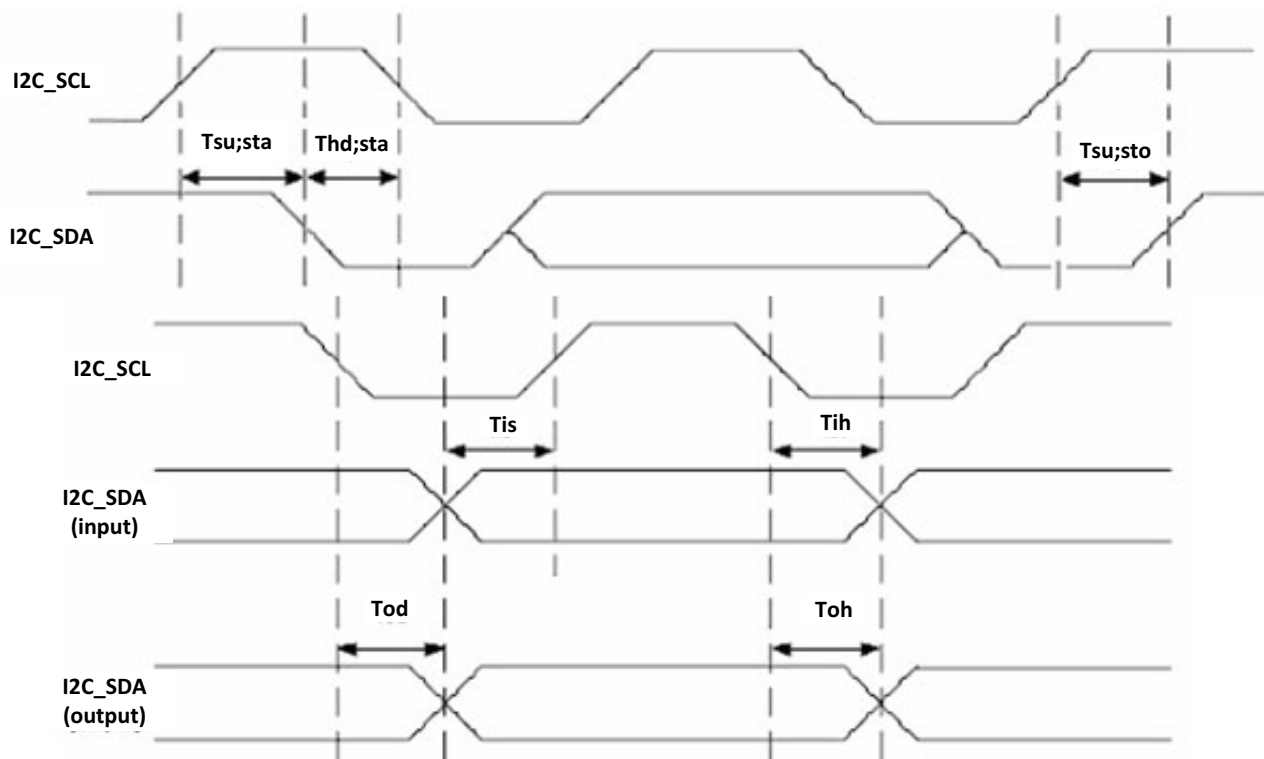 I2C_SCL
Tsu;sta
Thd;sta
Tsu;sto
I2C_SDA
I2C_SCL
Tis
Tih
I2C_SDA
(input)
Tod
Toh
I2C_SDA
(output)